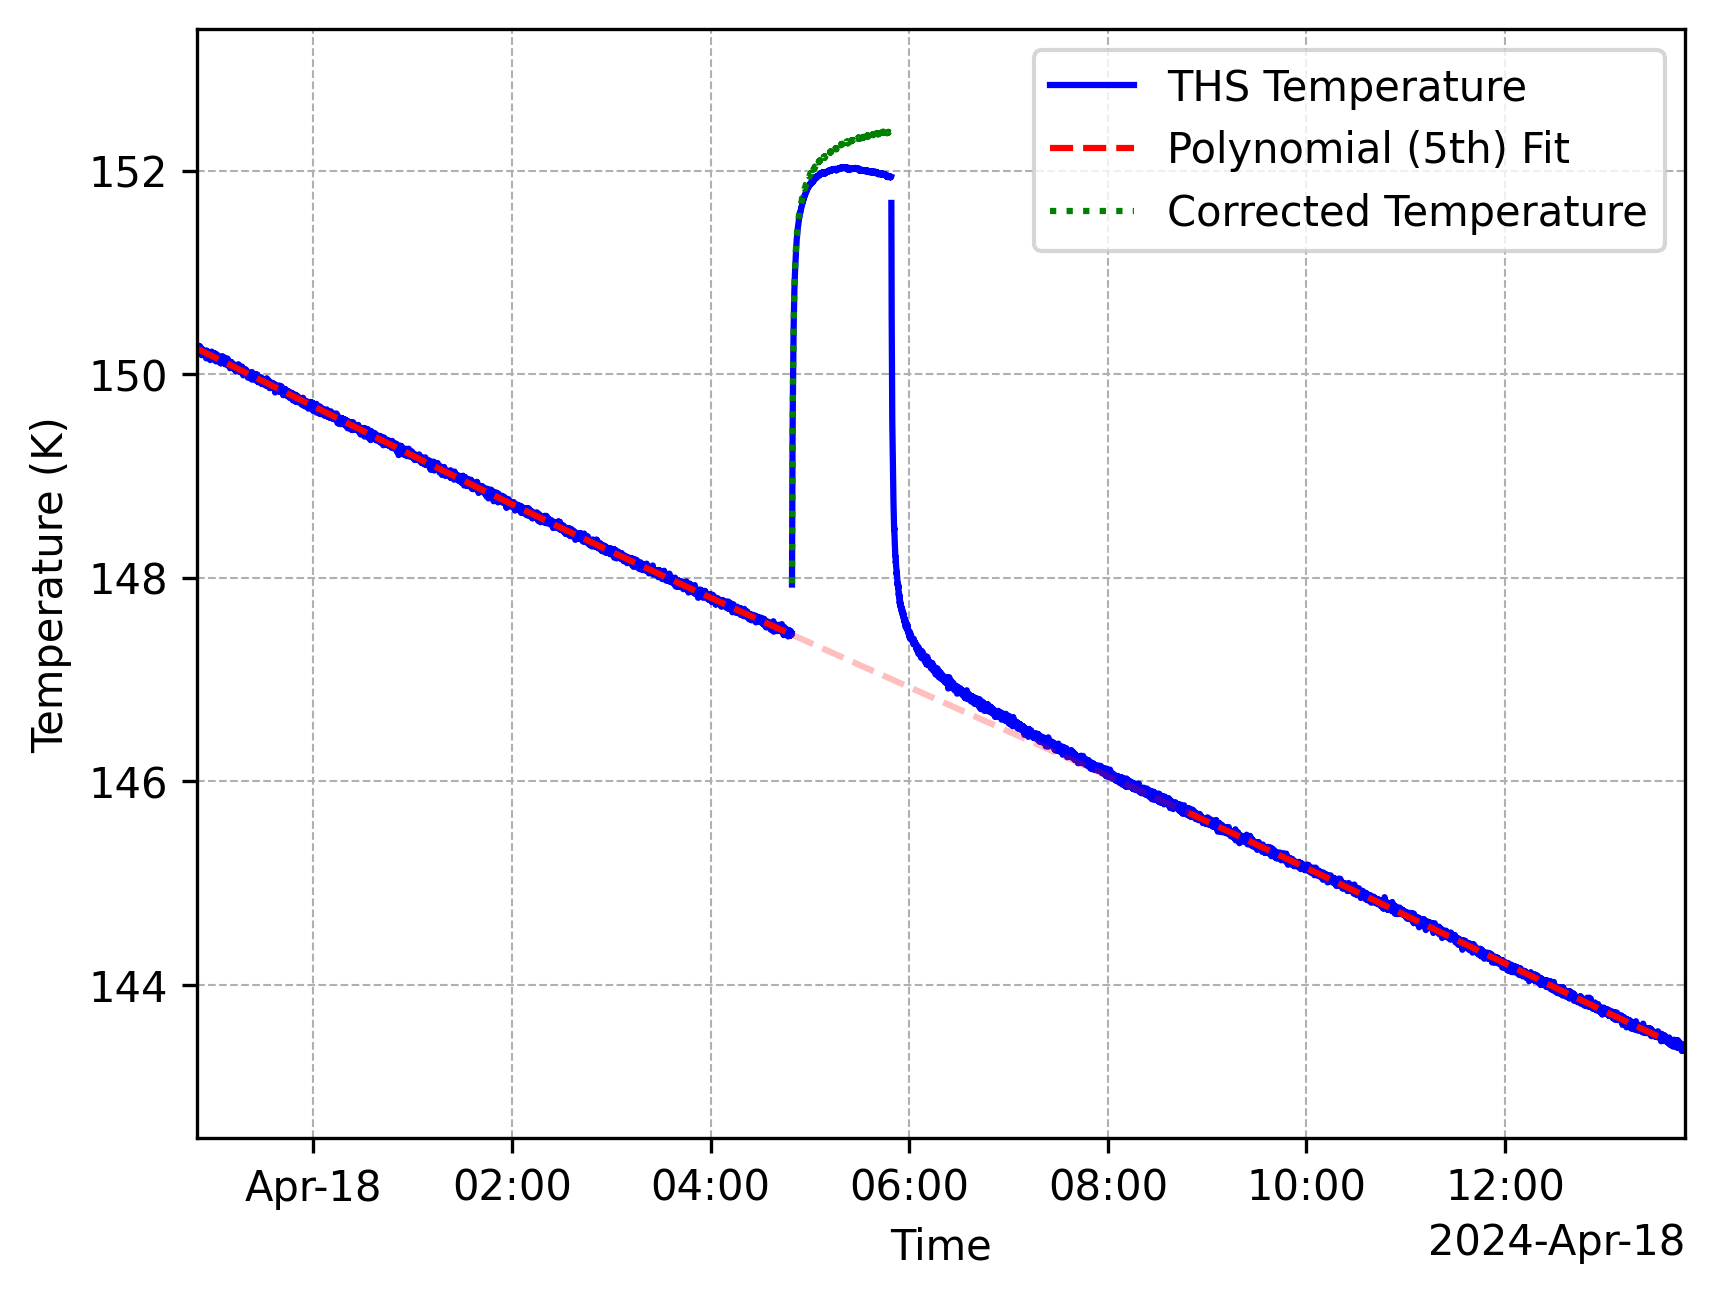 THS Temperature
Polynomial (5th) Fit
Corrected Temperature
152
150
148
146
144
Temperature (K)
Apr-18 02:00 04:00 06:00 08:00 10:00 12:00
Time
2024-Apr-18